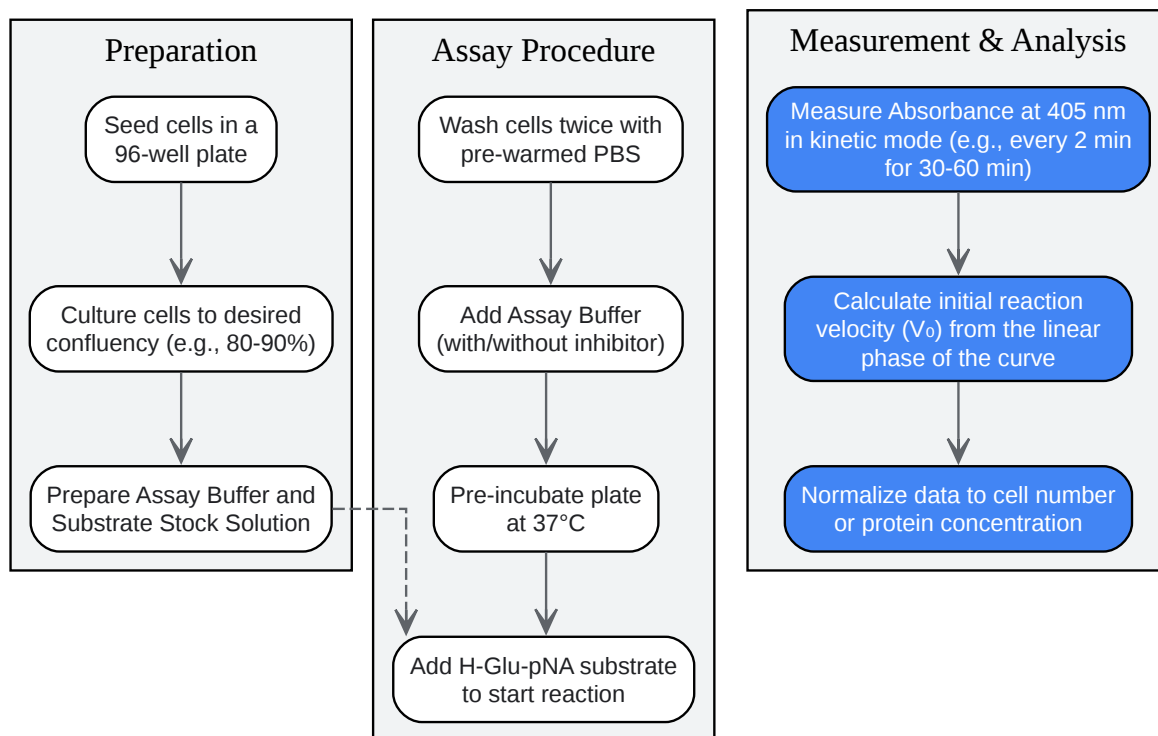 Preparation
Seed cells in a
96-well plate
Culture cells to desired
confluency (e.g., 80-90%)
Prepare Assay Buffer and
Substrate Stock Solution
Assay Procedure
Wash cells twice with
pre-warmed PBS
Add Assay Buffer
(with/without inhibitor)
Pre-incubate plate
at 37°C
Add H-Glu-pNA substrate
to start reaction
Measurement & Analysis
Measure Absorbance at 405 nm
in kinetic mode (e.g., every 2 min
for 30-60 min)
Calculate initial reaction
velocity (V₀) from the linear
phase of the curve
Normalize data to cell number
or protein concentration